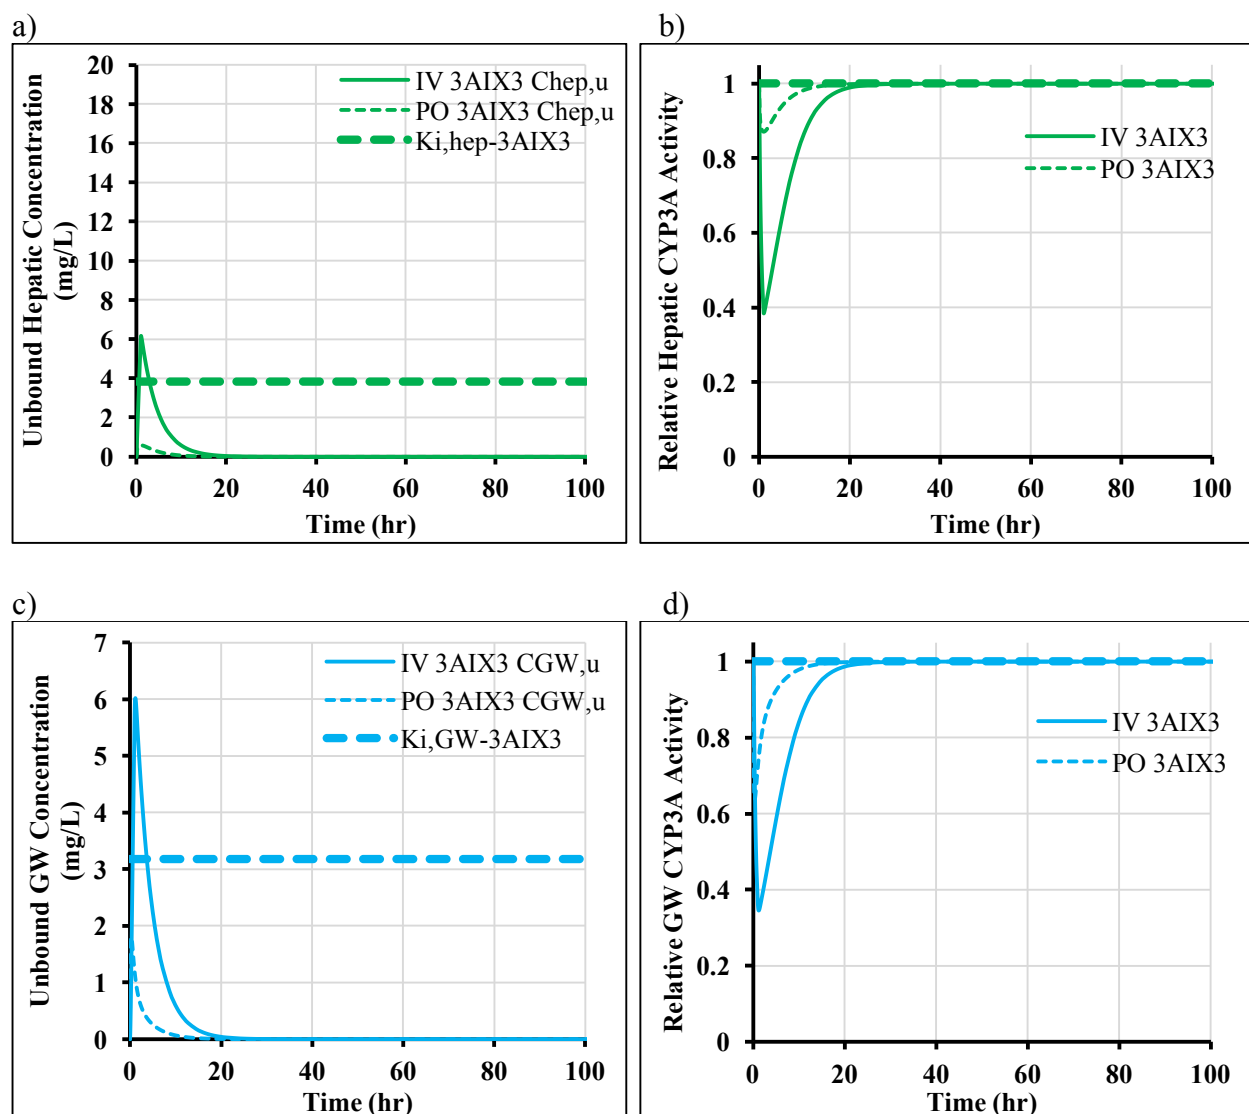 a)
b)
20
18
16
14
12
10
8
6
4
2
0
Unbound Hepatic Concentration
(mg/L)
IV 3AIX3 Chep,u
PO 3AIX3 Chep,u
Ki,hep-3AIX3
0 20 40 60 80 100
Time (hr)
1
0.8
0.6
0.4
0.2
0
Relative Hepatic CYP3A Activity
IV 3AIX3
PO 3AIX3
0 20 40 60 80 100
Time (hr)
c)
d)
7
6
5
4
3
2
1
0
Unbound GW Concentration
(mg/L)
IV 3AIX3 CGW,u
PO 3AIX3 CGW,u
Ki,GW-3AIX3
0 20 40 60 80 100
Time (hr)
1
0.8
0.6
0.4
0.2
0
Relative GW CYP3A Activity
IV 3AIX3
PO 3AIX3
0 20 40 60 80 100
Time (hr)